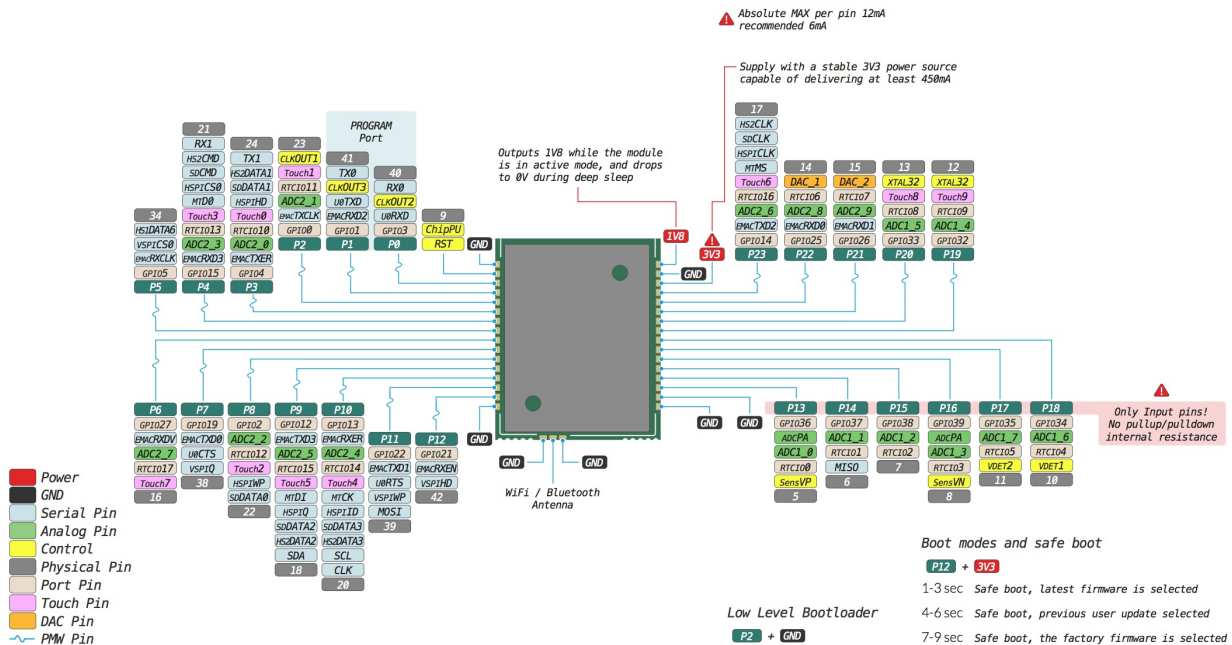 Absolute MAX per pin 12mA
recommended 6mA
Supply with a stable 3V3 power source
capable of delivering at least 450mA
Outputs 1V8 while the module
is in active mode, and drops
to 0V during deep sleep
PROGRAM
Port
34
HS1DATA6
VSPICS0
EMACRXCLK
GPIO5
P5
21
RX1
HS2CMD
SDCMD
HSPICS0
MTDO
Touch3
RTCIO13
ADC2_3
EMACRXD3
GPIO15
P4
24
TX1
HS2DATA1
SDDATA1
HSPIHD
Touch0
RTCIO10
ADC2_0
EMACTXER
GPIO4
P3
23
CLKOUT1
Touch1
RTCIO11
ADC2_1
EMACTXCLK
GPIO0
P2
41
TX0
CLKOUT3
U0TXD
EMACRXD2
GPIO1
P1
40
RX0
CLKOUT2
U0RXD
GPIO3
P0
9
ChipPU
RST
GND
1V8
GND
3V3
17
HS2CLK
SDCLK
HSPICLK
MTMS
Touch6
RTCIO16
ADC2_6
EMACTXD2
GPIO14
P23
14
DAC_1
RTCIO6
ADC2_8
EMACRXD0
GPIO25
P22
15
DAC_2
RTCIO7
ADC2_9
EMACRXD1
GPIO26
P21
13
XTAL32
Touch8
RTCIO8
ADC1_5
GPIO33
P20
12
XTAL32
Touch9
RTCIO9
ADC1_4
GPIO32
P19
P6
GPIO27
EMACRXDV
ADC2_7
RTCIO17
Touch7
16
P7
GPIO19
EMACTXD0
U0CTS
VSPIQ
38
P8
GPIO2
ADC2_2
RTCIO12
Touch2
HSPIWP
SDDATA0
22
P9
GPIO12
EMACTXD3
ADC2_5
RTCIO15
Touch5
MTDI
HSPIQ
SDDATA2
HS2DATA2
SDA
18
P10
GPIO13
EMACRXER
ADC2_4
RTCIO14
Touch4
MTCK
HSPIID
SDDATA3
HS2DATA3
SCL
CLK
20
P11
GPIO22
EMACTXD1
U0RTS
VSPIWP
MOSI
39
P12
GPIO21
EMACRXEN
VSPIHD
42
GND
GND
GND
WiFi / Bluetooth
Antenna
GND
GND
P13
GPIO36
ADCPA
ADC1_0
RTCIO0
SensVP
5
P14
GPIO37
ADC1_1
RTCIO1
MISO
6
P15
GPIO38
ADC1_2
RTCIO2
7
P16
GPIO39
ADCPA
ADC1_3
RTCIO3
SensVN
8
P17
GPIO35
ADC1_7
RTCIO5
VDET2
11
P18
GPIO34
ADC1_6
RTCIO4
VDET1
10
Only Input pins!
No pullup/pulldown
internal resistance
Power
GND
Serial Pin
Analog Pin
Control
Physical Pin
Port Pin
Touch Pin
DAC Pin
PMW Pin
Low Level Bootloader
P2 + GND
Boot modes and safe boot
P12 + 3V3
1-3 sec Safe boot, latest firmware is selected
4-6 sec Safe boot, previous user update selected
7-9 sec Safe boot, the factory firmware is selected